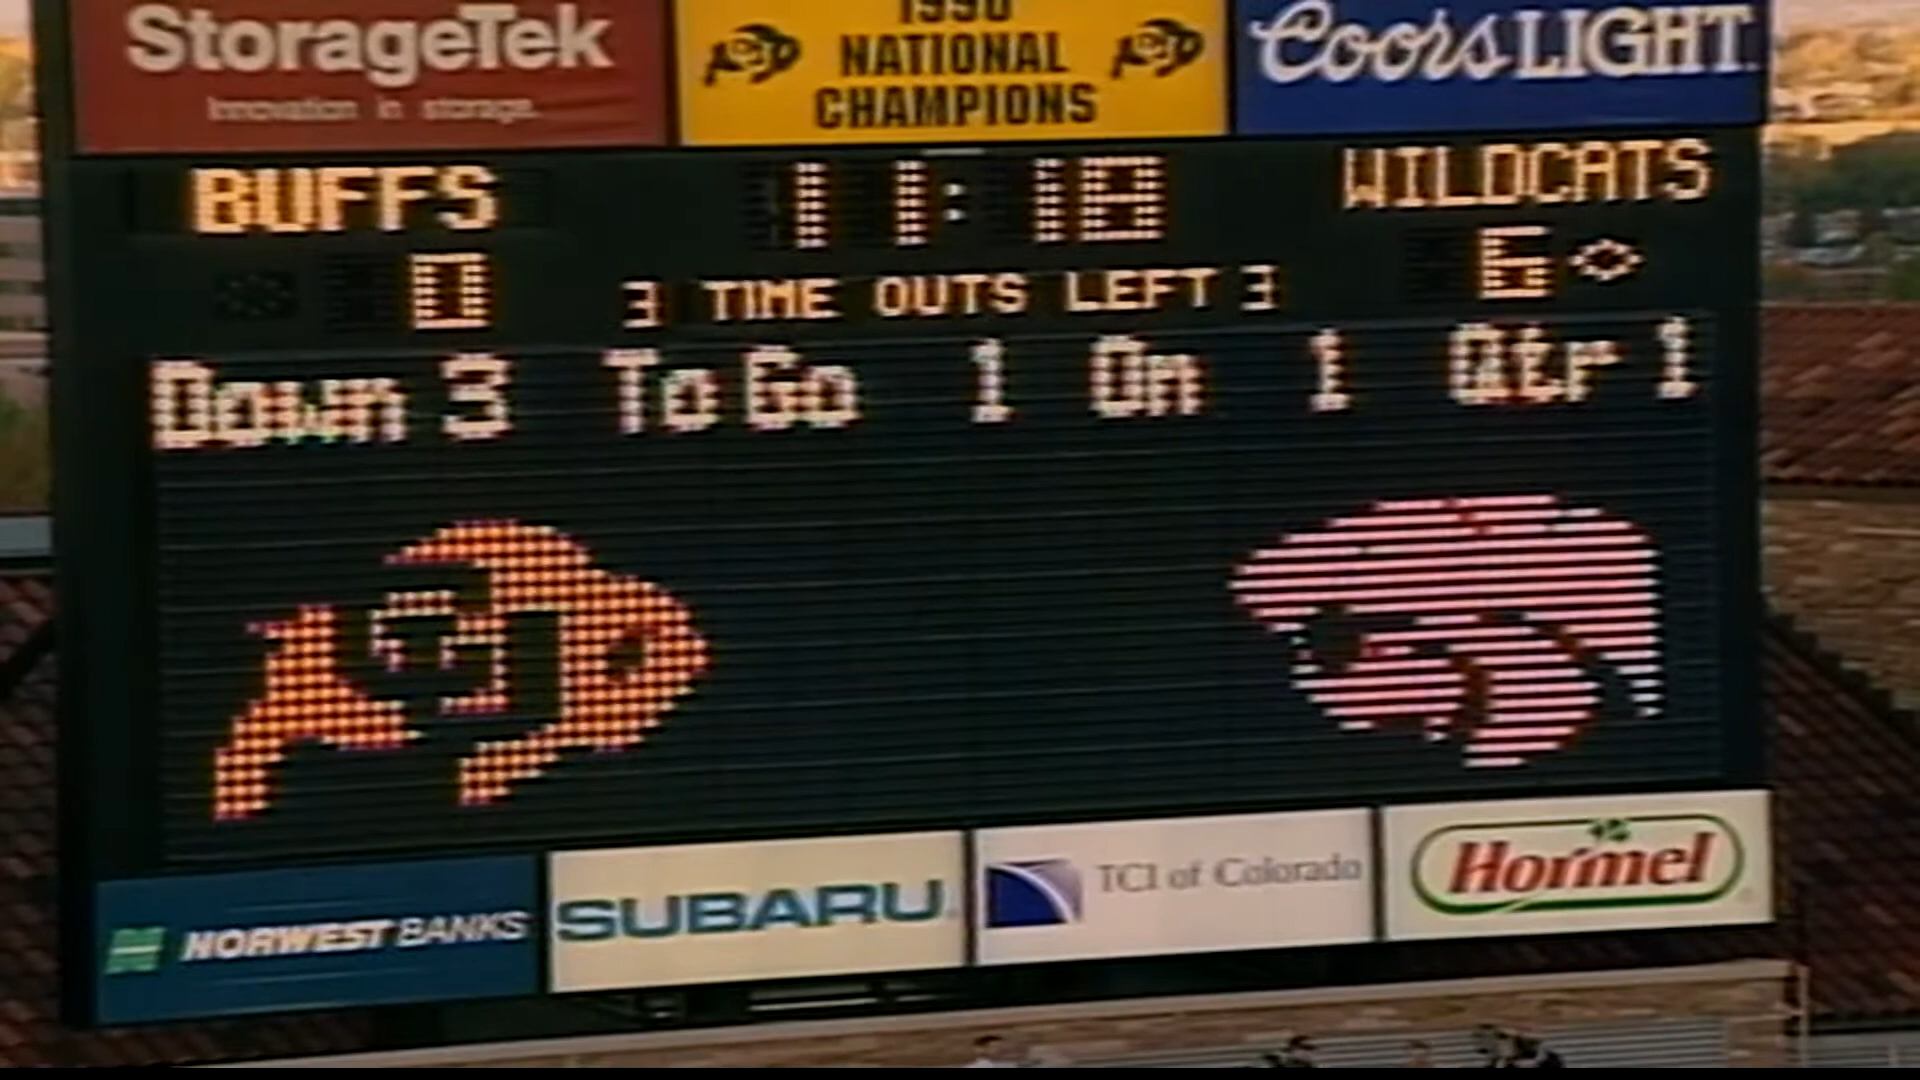 StorageTek
Innovation in storage.
1990
NATIONAL
CHAMPIONS
Coors LIGHT
BUFFS 11:18 WILDCATS
0 3 TIME OUTS LEFT 3 6
Down 3 To Go 1 On 1 Qtr 1
NORWEST BANKS
SUBARU
TCI of Colorado
Hormel